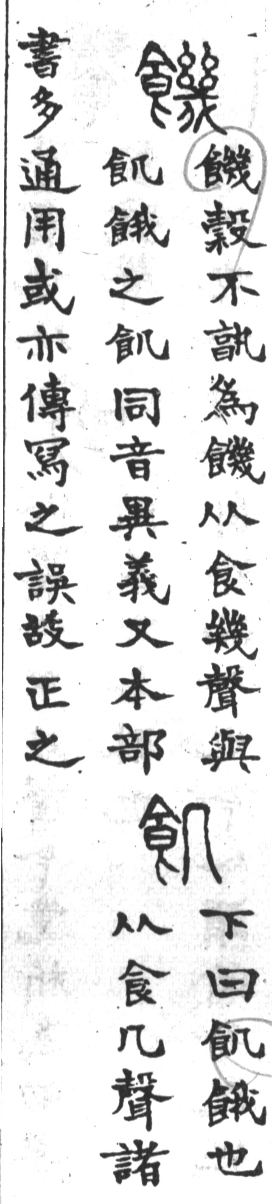 饑
饑穀不孰為饑从食幾聲與
飢餓之飢同音異義又本部
飢
下曰飢餓也
从食几聲諸
書多通用或亦傳冩之誤故正之